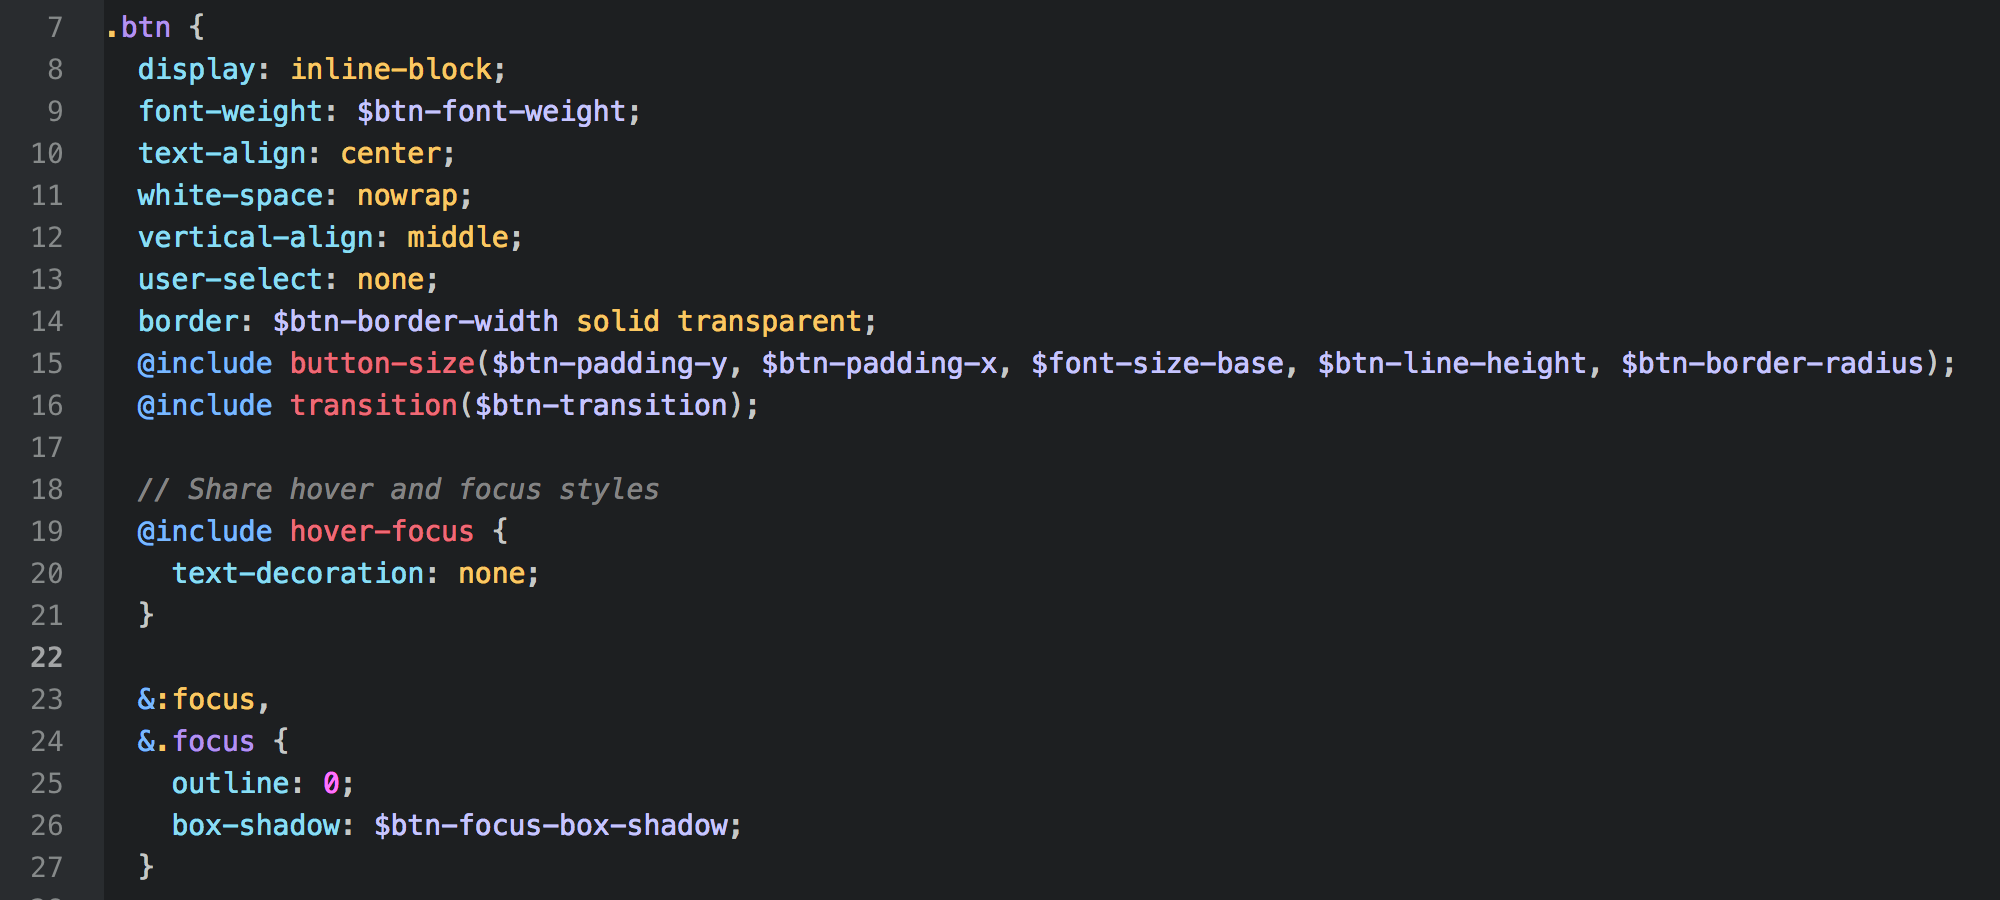 7 .btn {
8   display: inline-block;
9   font-weight: $btn-font-weight;
10   text-align: center;
11   white-space: nowrap;
12   vertical-align: middle;
13   user-select: none;
14   border: $btn-border-width solid transparent;
15   @include button-size($btn-padding-y, $btn-padding-x, $font-size-base, $btn-line-height, $btn-border-radius);
16   @include transition($btn-transition);
17
18   // Share hover and focus styles
19   @include hover-focus {
20     text-decoration: none;
21   }
22
23   &:focus,
24   &.focus {
25     outline: 0;
26     box-shadow: $btn-focus-box-shadow;
27   }